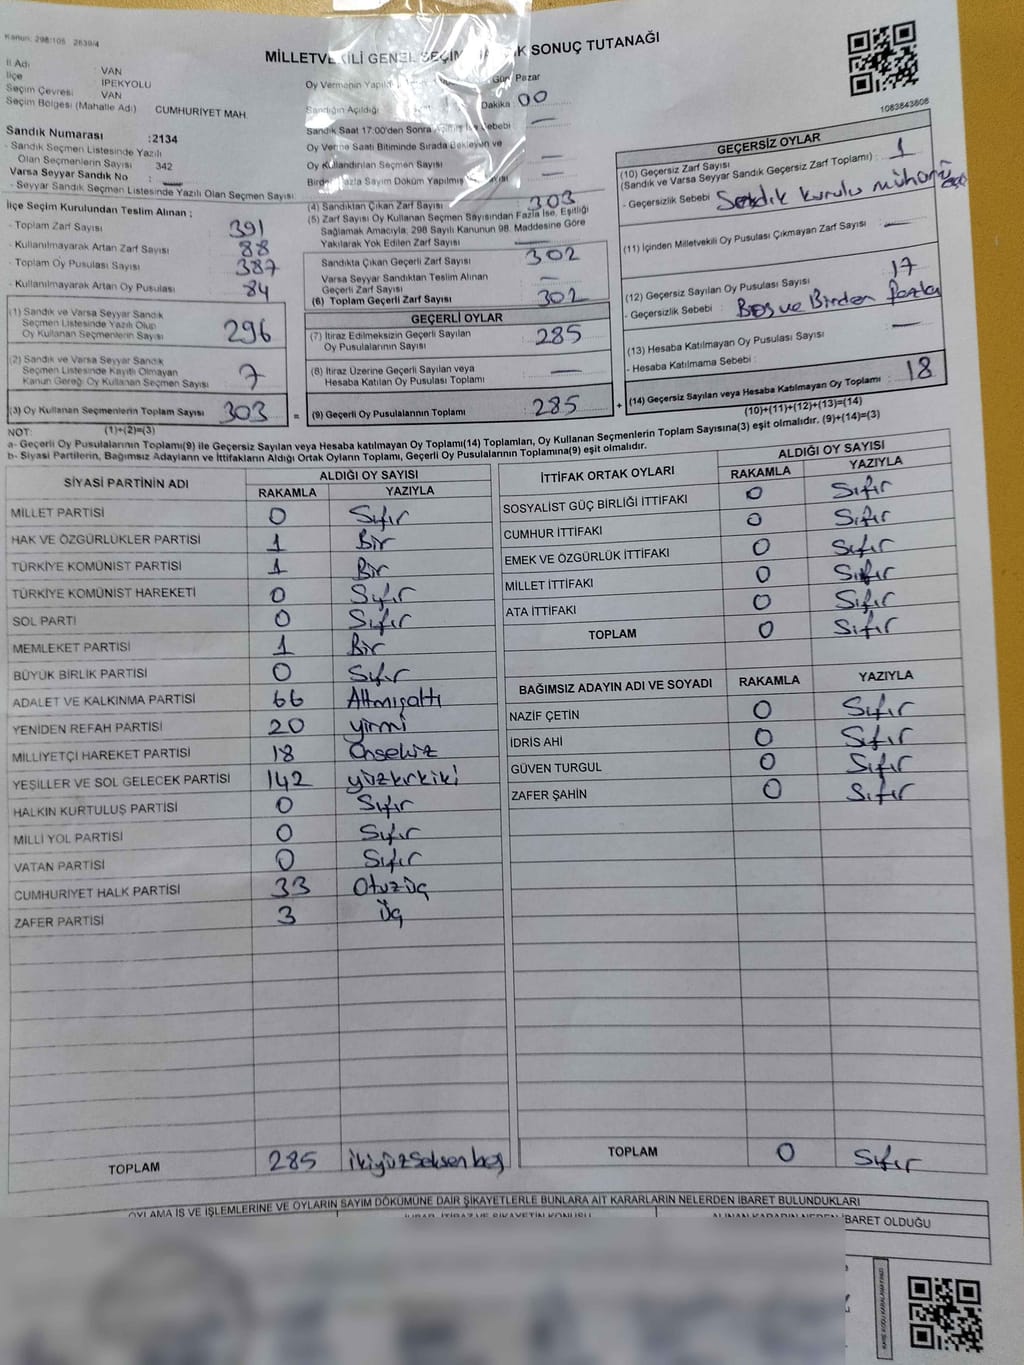 Kanun: 298/105 2839/4
MİLLETVEKİLİ GENEL SEÇİMİ SONUÇ TUTANAĞI
İl Adı : VAN
İlçe : İPEKYOLU
Seçim Çevresi : VAN
Seçim Bölgesi (Mahalle Adı) CUMHURİYET MAH.
Sandık Numarası :2134
- Sandık Seçmen Listesinde Yazılı
Olan Seçmenlerin Sayısı : 342
Varsa Seyyar Sandık No : —
- Seyyar Sandık Seçmen Listesinde Yazılı Olan Seçmen Sayısı
İlçe Seçim Kurulundan Teslim Alınan ;
- Toplam Zarf Sayısı 391
- Kullanılmayarak Artan Zarf Sayısı 88
- Toplam Oy Pusulası Sayısı 387
- Kullanılmayarak Artan Oy Pusulası 84
(1) Sandık ve Varsa Seyyar Sandık
Seçmen Listesinde Yazılı Olup
Oy Kullanan Seçmenlerin Sayısı 296
(2) Sandık ve Varsa Seyyar Sandık
Seçmen Listesinde Kayıtlı Olmayan
Kanun Gereği Oy Kullanan Seçmen Sayısı 7
(3) Oy Kullanan Seçmenlerin Toplam Sayısı 303 =
(1)+(2)=(3)
Oy Vermenin Yapıldığı Gün: Pazar
Sandığın Açıldığı Dakika : 00
Sandık Saat 17:00'den Sonra Sebebi : —
Oy Verme Saati Bitiminde Sırada Bekleyen ve
Oy Kullandırılan Seçmen Sayısı —
Birden Fazla Sayım Döküm Yapılmış —
(4) Sandıktan Çıkan Zarf Sayısı : 303
(5) Zarf Sayısı Oy Kullanan Seçmen Sayısından Fazla İse, Eşitliği
Sağlamak Amacıyla, 298 Sayılı Kanunun 98. Maddesine Göre
Yakılarak Yok Edilen Zarf Sayısı —
Sandıkta Çıkan Geçerli Zarf Sayısı 302
Varsa Seyyar Sandıktan Teslim Alınan
Geçerli Zarf Sayısı —
(6) Toplam Geçerli Zarf Sayısı 302
GEÇERLİ OYLAR
(7) İtiraz Edilmeksizin Geçerli Sayılan
Oy Pusulalarının Sayısı 285
(8) İtiraz Üzerine Geçerli Sayılan veya
Hesaba Katılan Oy Pusulası Toplamı —
(9) Geçerli Oy Pusulalarının Toplamı 285 +
1083843808
GEÇERSİZ OYLAR
(10) Geçersiz Zarf Sayısı
(Sandık ve Varsa Seyyar Sandık Geçersiz Zarf Toplamı) : 1
- Geçersizlik Sebebi : Sandık kurulu
(11) İçinden Milletvekili Oy Pusulası Çıkmayan Zarf Sayısı : —
(12) Geçersiz Sayılan Oy Pusulası Sayısı : 17
- Geçersizlik Sebebi : Boş ve Birden fazla
(13) Hesaba Katılmayan Oy Pusulası Sayısı : —
- Hesaba Katılmama Sebebi :
(14) Geçersiz Sayılan veya Hesaba Katılmayan Oy Toplamı : 18
(10)+(11)+(12)+(13)=(14)
NOT:
a- Geçerli Oy Pusulalarının Toplamı(9) ile Geçersiz Sayılan veya Hesaba katılmayan Oy Toplamı(14) Toplamları, Oy Kullanan Seçmenlerin Toplam Sayısına(3) eşit olmalıdır. (9)+(14)=(3)
b- Siyasi Partilerin, Bağımsız Adayların ve İttifakların Aldığı Ortak Oyların Toplamı, Geçerli Oy Pusulalarının Toplamına(9) eşit olmalıdır.
SİYASİ PARTİNİN ADI ALDIĞI OY SAYISI
RAKAMLA YAZIYLA
MİLLET PARTİSİ 0 Sıfır
HAK VE ÖZGÜRLÜKLER PARTİSİ 1 Bir
TÜRKİYE KOMÜNİST PARTİSİ 1 Bir
TÜRKİYE KOMÜNİST HAREKETİ 0 Sıfır
SOL PARTİ 0 Sıfır
MEMLEKET PARTİSİ 1 Bir
BÜYÜK BİRLİK PARTİSİ 0 Sıfır
ADALET VE KALKINMA PARTİSİ 66 Altmışaltı
YENİDEN REFAH PARTİSİ 20 yirmi
MİLLİYETÇİ HAREKET PARTİSİ 18 Onsekiz
YEŞİLLER VE SOL GELECEK PARTİSİ 142 yüzkırkiki
HALKIN KURTULUŞ PARTİSİ 0 Sıfır
MİLLİ YOL PARTİSİ 0 Sıfır
VATAN PARTİSİ 0 Sıfır
CUMHURİYET HALK PARTİSİ 33 Otuzüç
ZAFER PARTİSİ 3 Üç
TOPLAM 285 ikiyüzseksen beş
İTTİFAK ORTAK OYLARI ALDIĞI OY SAYISI
RAKAMLA YAZIYLA
SOSYALİST GÜÇ BİRLİĞİ İTTİFAKI 0 Sıfır
CUMHUR İTTİFAKI 0 Sıfır
EMEK VE ÖZGÜRLÜK İTTİFAKI 0 Sıfır
MİLLET İTTİFAKI 0 Sıfır
ATA İTTİFAKI 0 Sıfır
TOPLAM 0 Sıfır
BAĞIMSIZ ADAYIN ADI VE SOYADI RAKAMLA YAZIYLA
NAZİF ÇETİN 0 Sıfır
İDRİS AHİ 0 Sıfır
GÜVEN TURGUL 0 Sıfır
ZAFER ŞAHİN 0 Sıfır
TOPLAM 0 Sıfır
OYLAMA İŞ VE İŞLEMLERİNE VE OYLARIN SAYIM DÖKÜMÜNE DAİR ŞİKAYETLERLE BUNLARA AİT KARARLARIN NELERDEN İBARET BULUNDUKLARI
İHBAR, İTİRAZ VE ŞİKAYETİN KONUSU ALINAN KARARIN NEDEN İBARET OLDUĞU